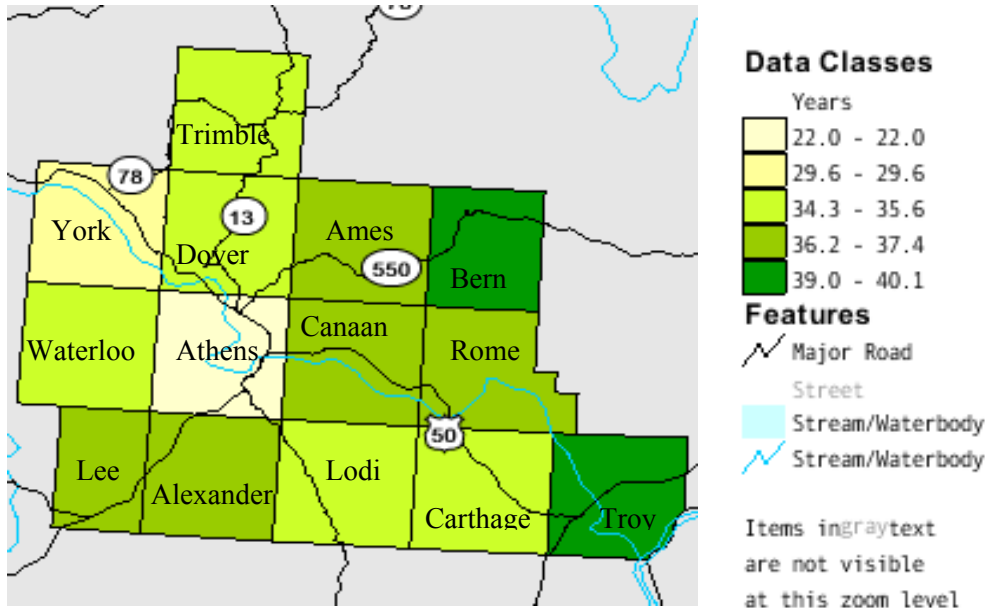 Trimble
78
York
13
Dover
Ames
550
Bern
Waterloo
Athens
Canaan
Rome
50
Lee
Alexander
Lodi
Carthage
Troy
Data Classes
Years
22.0 - 22.0
29.6 - 29.6
34.3 - 35.6
36.2 - 37.4
39.0 - 40.1
Features
Major Road
Street
Stream/Waterbody
Stream/Waterbody
Items in gray text
are not visible
at this zoom level